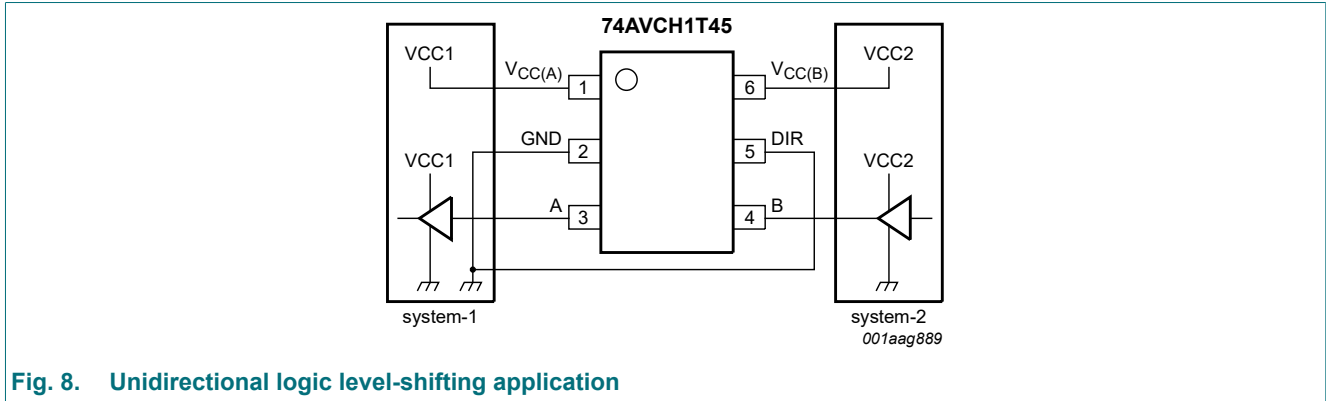 74AVCH1T45
VCC1
VCC(A)
1
6
VCC(B)
VCC2
GND
2
5
DIR
VCC1
VCC2
A
3
4
B
system-1
system-2
001aag889
Fig. 8. Unidirectional logic level-shifting application